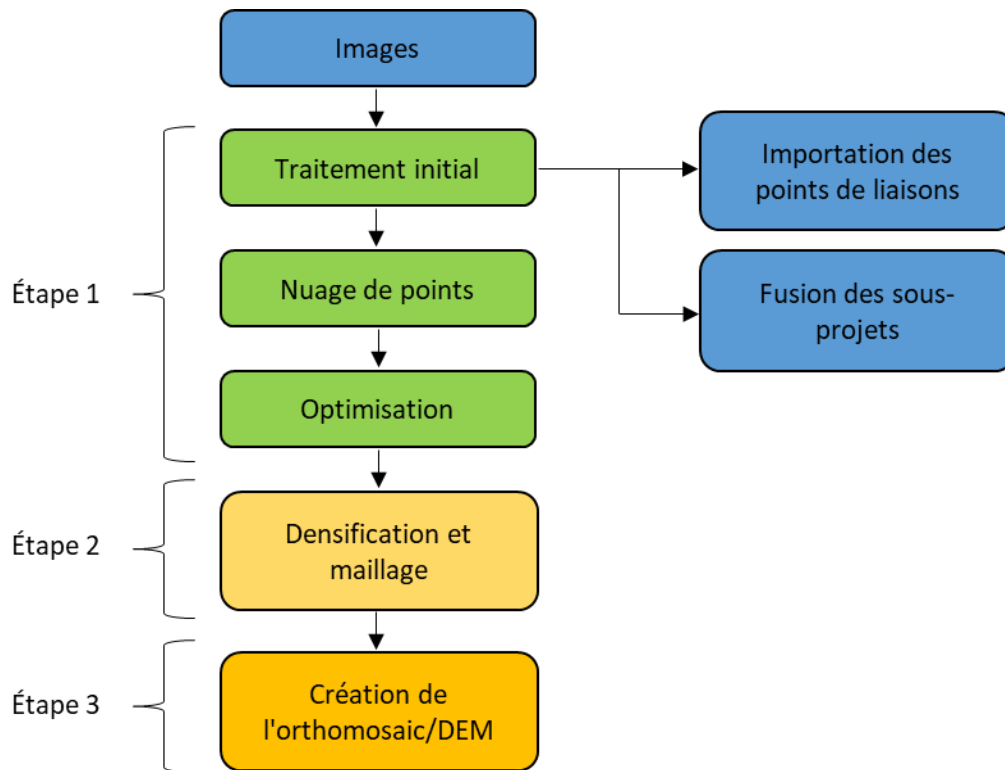 Images
Traitement initial
Importation des
points de liaisons
Étape 1
Nuage de points
Fusion des sous-
projets
Optimisation
Étape 2
Densification et
maillage
Étape 3
Création de
l'orthomosaic/DEM